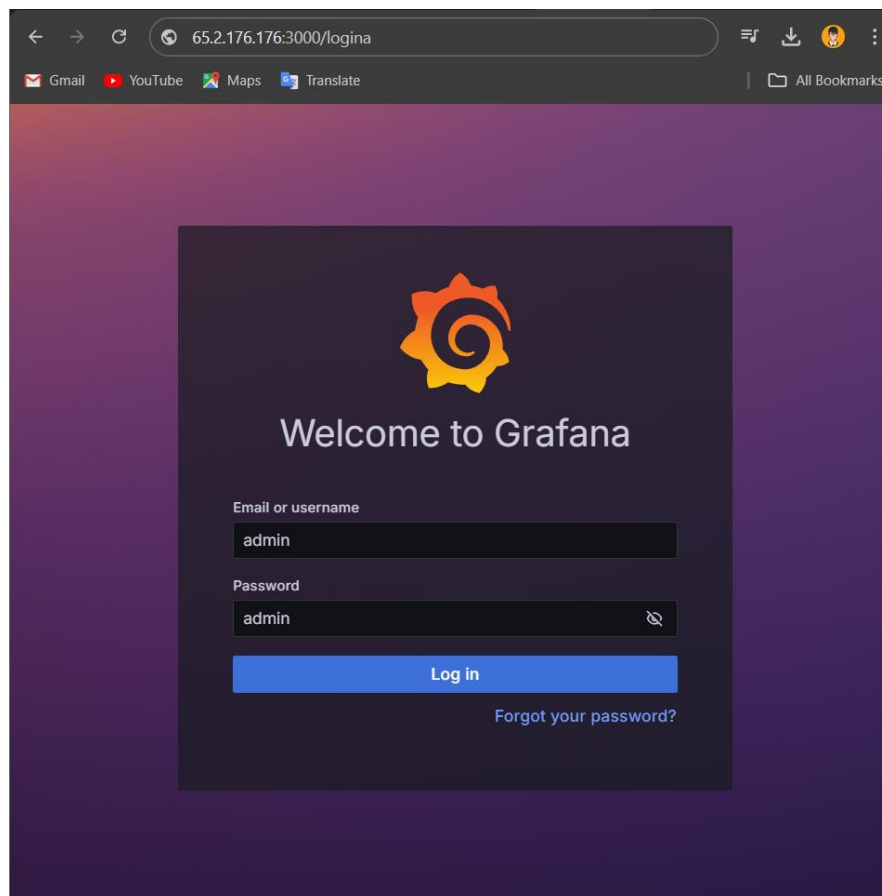 65.2.176.176:3000/logina
Gmail YouTube Maps Translate All Bookmarks
Welcome to Grafana
Email or username
admin
Password
admin
Log in
Forgot your password?